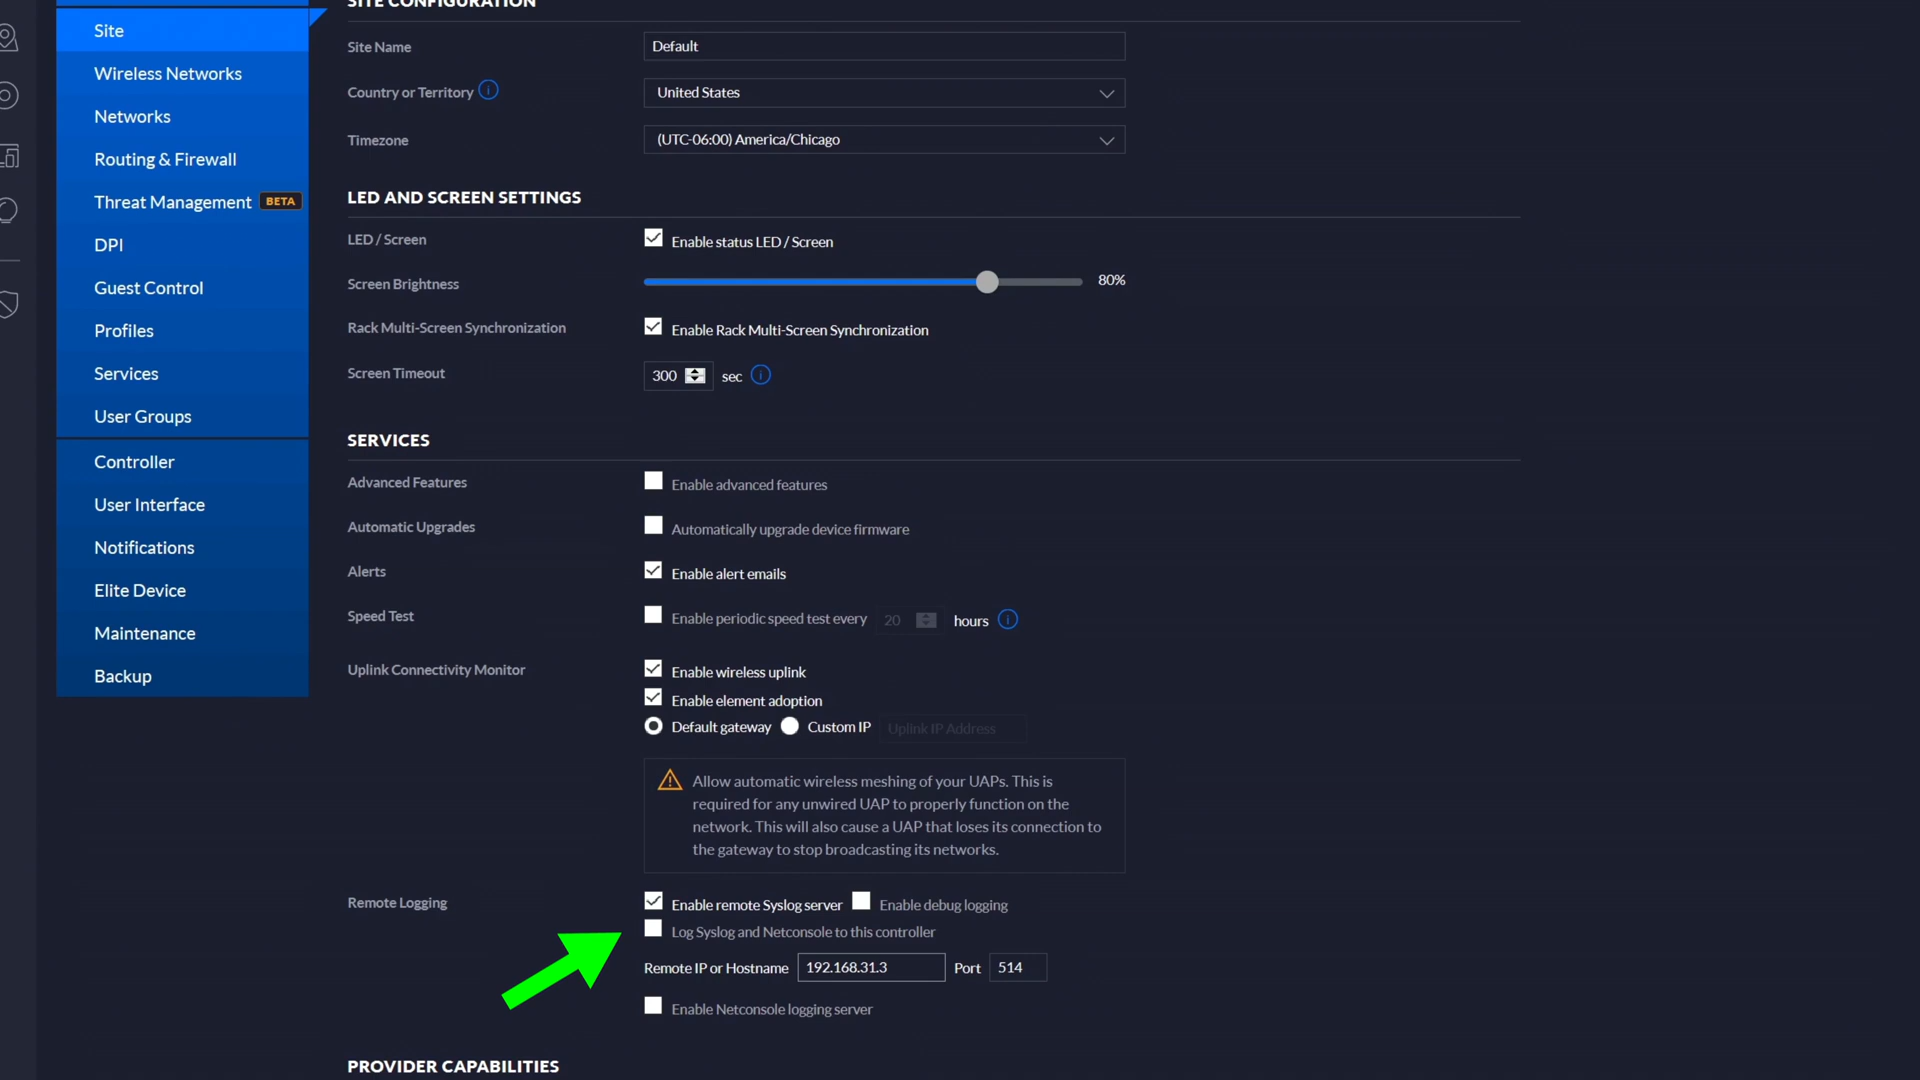 SITE CONFIGURATION
Site
Wireless Networks
Networks
Routing & Firewall
Threat Management BETA
DPI
Guest Control
Profiles
Services
User Groups
Controller
User Interface
Notifications
Elite Device
Maintenance
Backup
Site Name Default
Country or Territory United States
Timezone (UTC-06:00) America/Chicago
LED AND SCREEN SETTINGS
LED / Screen Enable status LED / Screen
Screen Brightness 80%
Rack Multi-Screen Synchronization Enable Rack Multi-Screen Synchronization
Screen Timeout 300 sec
SERVICES
Advanced Features Enable advanced features
Automatic Upgrades Automatically upgrade device firmware
Alerts Enable alert emails
Speed Test Enable periodic speed test every 20 hours
Uplink Connectivity Monitor Enable wireless uplink
Enable element adoption
Default gateway Custom IP Uplink IP Address
Allow automatic wireless meshing of your UAPs. This is
required for any unwired UAP to properly function on the
network. This will also cause a UAP that loses its connection to
the gateway to stop broadcasting its networks.
Remote Logging Enable remote Syslog server Enable debug logging
Log Syslog and Netconsole to this controller
Remote IP or Hostname 192.168.31.3 Port 514
Enable Netconsole logging server
PROVIDER CAPABILITIES